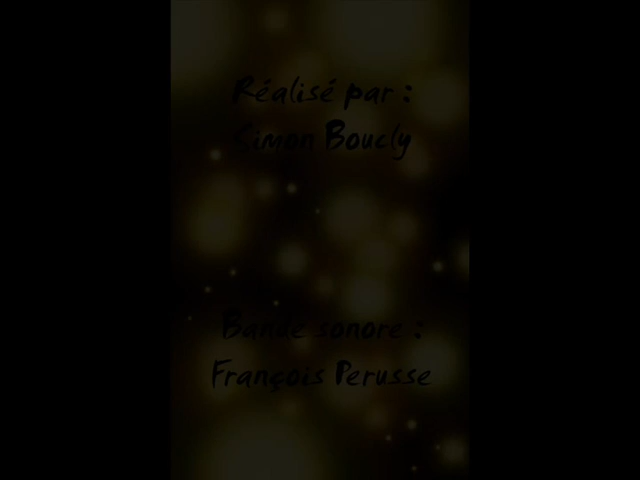 Réalisé par :
Simon Boucly
Bande sonore :
François Perusse